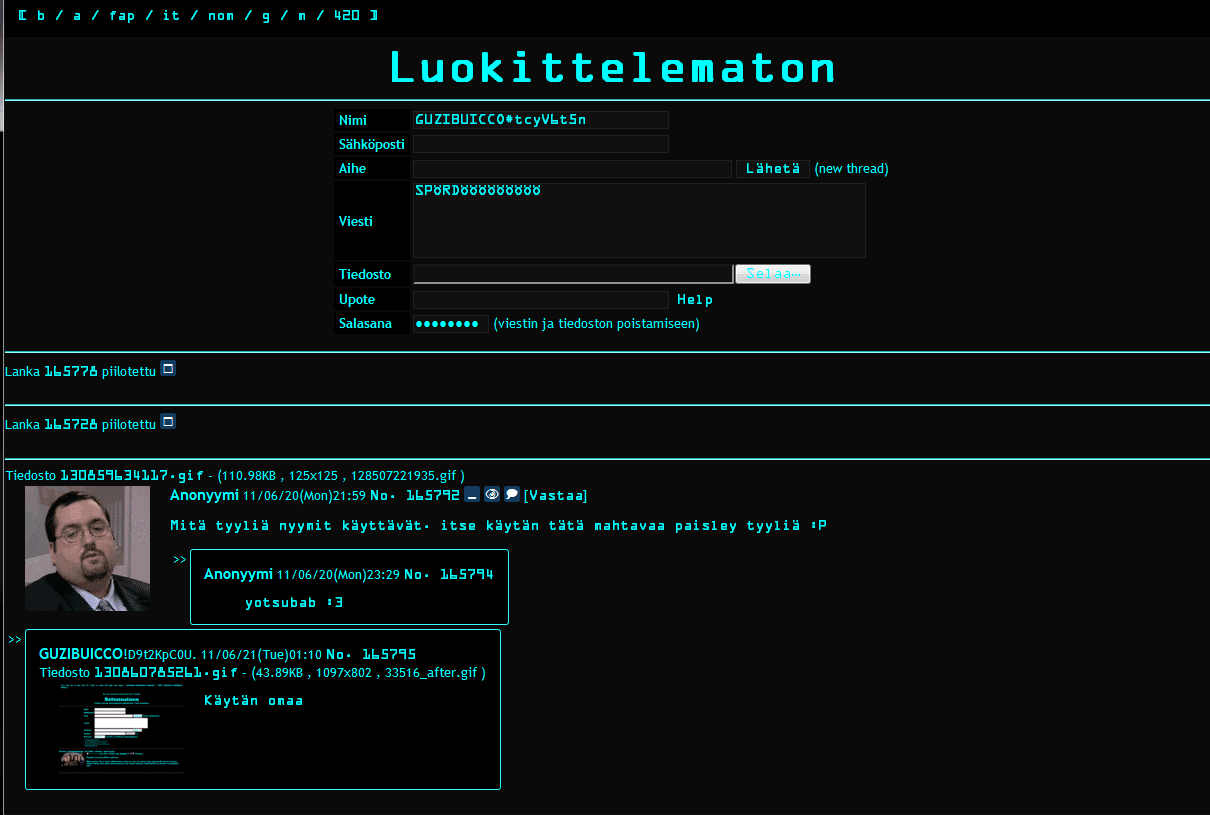 [ b / a / fap / it / nom / g / m / 420 ]
Luokittelematon
Nimi GUZIBUICCO#tcyV6t5n
Sähköposti
Aihe Lähetä (new thread)
Viesti SPÖRDÖÖÖÖÖÖÖÖÖ
Tiedosto Selaa…
Upote Help
Salasana ●●●●●●●● (viestin ja tiedoston poistamiseen)
Lanka 165778 piilotettu
Lanka 165728 piilotettu
Tiedosto 130859634117.gif - (110.98KB , 125x125 , 128507221935.gif )
Anonyymi 11/06/20(Mon)21:59 No. 165792 [Vastaa]
Mitä tyyliä nyymit käyttävät. itse käytän tätä mahtavaa paisley tyyliä :P
>> Anonyymi 11/06/20(Mon)23:29 No. 165794
yotsubab :3
>> GUZIBUICCO!D9t2KpC0U. 11/06/21(Tue)01:10 No. 165795
Tiedosto 130860785261.gif - (43.89KB , 1097x802 , 33516_after.gif )
Käytän omaa